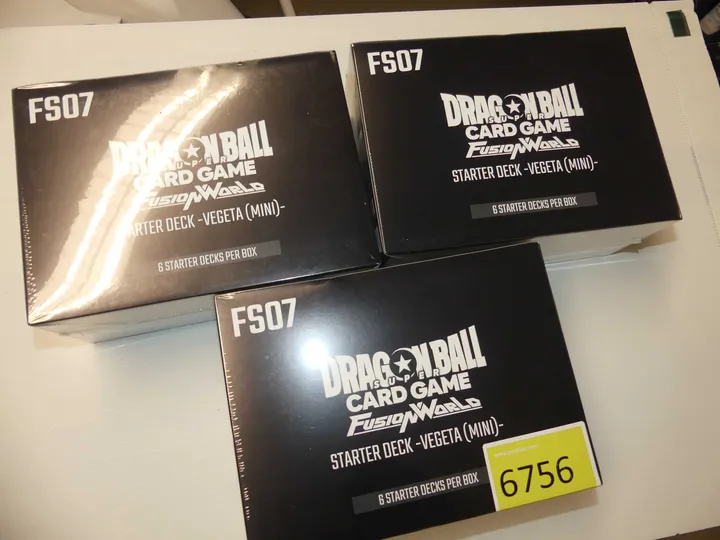 FS07
DRAGON BALL
SUPER
CARD GAME
FUSION WORLD
STARTER DECK -VEGETA (MINI)-
6 STARTER DECKS PER BOX
FS07
DRAGON BALL
SUPER
CARD GAME
FUSION WORLD
STARTER DECK -VEGETA (MINI)-
6 STARTER DECKS PER BOX
FS07
DRAGON BALL
SUPER
CARD GAME
FUSION WORLD
STARTER DECK -VEGETA (MINI)-
6 STARTER DECKS PER BOX
6756